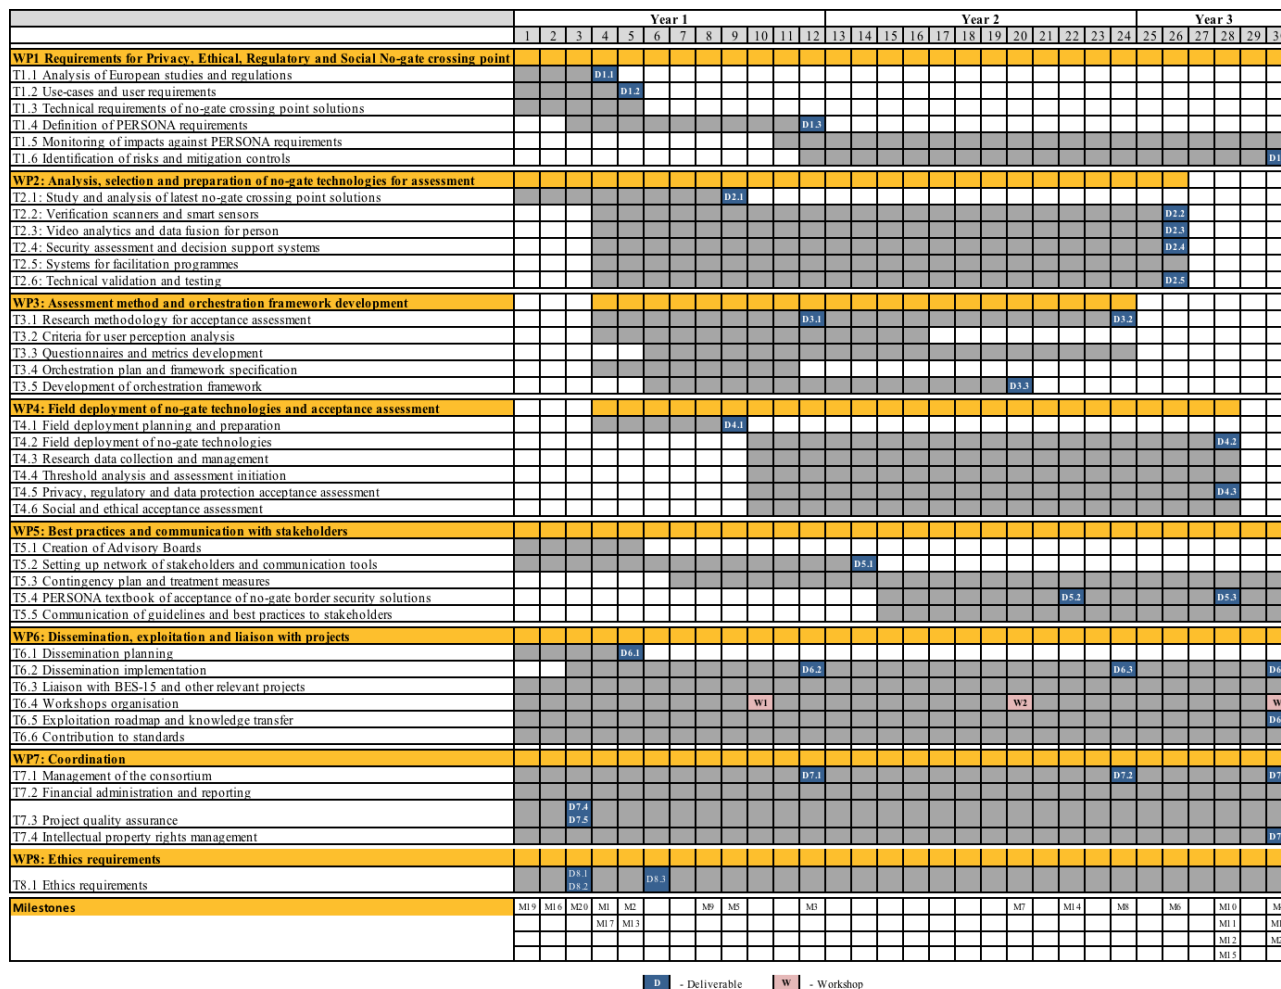 Year 1 Year 2 Year 3
1 2 3 4 5 6 7 8 9 10 11 12 13 14 15 16 17 18 19 20 21 22 23 24 25 26 27 28 29 30
WP1 Requirements for Privacy, Ethical, Regulatory and Social No-gate crossing point
T1.1 Analysis of European studies and regulations D1.1
T1.2 Use-cases and user requirements D1.2
T1.3 Technical requirements of no-gate crossing point solutions
T1.4 Definition of PERSONA requirements D1.3
T1.5 Monitoring of impacts against PERSONA requirements
T1.6 Identification of risks and mitigation controls D1
WP2: Analysis, selection and preparation of no-gate technologies for assessment
T2.1: Study and analysis of latest no-gate crossing point solutions D2.1
T2.2: Verification scanners and smart sensors D2.2
T2.3: Video analytics and data fusion for person D2.3
T2.4: Security assessment and decision support systems D2.4
T2.5: Systems for facilitation programmes
T2.6: Technical validation and testing D2.5
WP3: Assessment method and orchestration framework development
T3.1 Research methodology for acceptance assessment D3.1 D3.2
T3.2 Criteria for user perception analysis
T3.3 Questionnaires and metrics development
T3.4 Orchestration plan and framework specification
T3.5 Development of orchestration framework D3.3
WP4: Field deployment of no-gate technologies and acceptance assessment
T4.1 Field deployment planning and preparation D4.1
T4.2 Field deployment of no-gate technologies D4.2
T4.3 Research data collection and management
T4.4 Threshold analysis and assessment initiation
T4.5 Privacy, regulatory and data protection acceptance assessment D4.3
T4.6 Social and ethical acceptance assessment
WP5: Best practices and communication with stakeholders
T5.1 Creation of Advisory Boards
T5.2 Setting up network of stakeholders and communication tools D5.1
T5.3 Contingency plan and treatment measures
T5.4 PERSONA textbook of acceptance of no-gate border security solutions D5.2 D5.3
T5.5 Communication of guidelines and best practices to stakeholders
WP6: Dissemination, exploitation and liaison with projects
T6.1 Dissemination planning D6.1
T6.2 Dissemination implementation D6.2 D6.3 D6
T6.3 Liaison with BES-15 and other relevant projects
T6.4 Workshops organisation W1 W2 W
T6.5 Exploitation roadmap and knowledge transfer D6
T6.6 Contribution to standards
WP7: Coordination
T7.1 Management of the consortium D7.1 D7.2 D7
T7.2 Financial administration and reporting
D7.4
T7.3 Project quality assurance D7.5
T7.4 Intellectual property rights management D7
WP8: Ethics requirements
D8.1 D8.3
T8.1 Ethics requirements D8.2
Milestones M19 M16 M20 M1 M2 M9 M5 M3 M7 M14 M8 M6 M10
M17 M13 M11
M12
M15
D - Deliverable W - Workshop